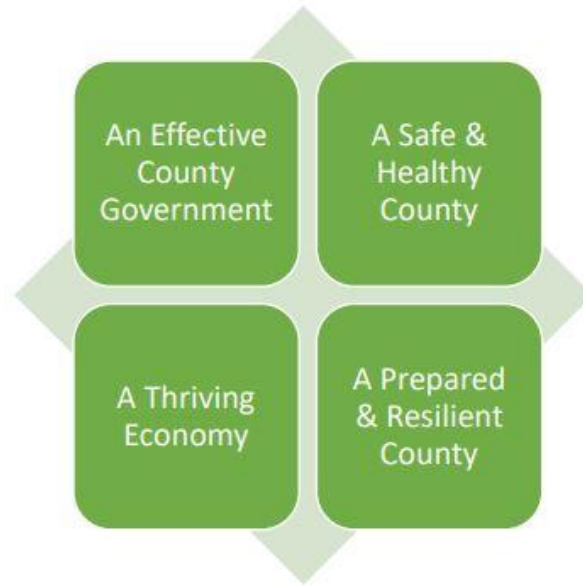 An Effective
County
Government
A Safe &
Healthy
County
A Thriving
Economy
A Prepared
& Resilient
County